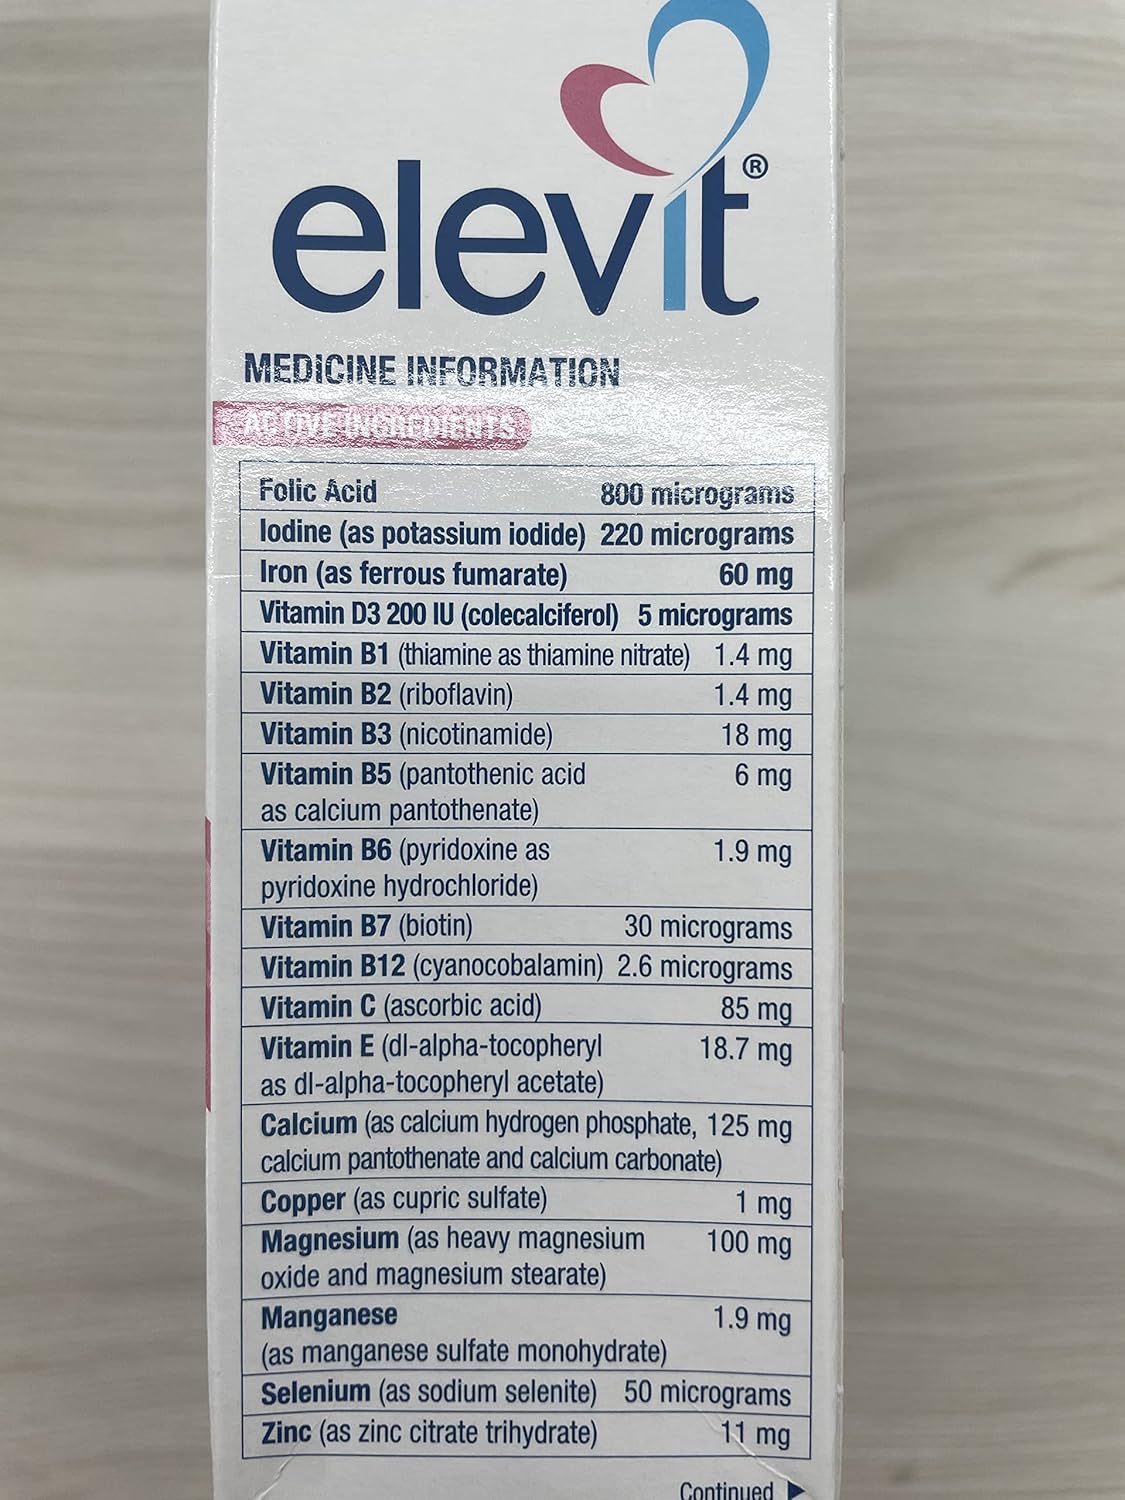 elevit®
MEDICINE INFORMATION
ACTIVE INGREDIENTS
Folic Acid 800 micrograms
Iodine (as potassium iodide) 220 micrograms
Iron (as ferrous fumarate) 60 mg
Vitamin D3 200 IU (colecalciferol) 5 micrograms
Vitamin B1 (thiamine as thiamine nitrate) 1.4 mg
Vitamin B2 (riboflavin) 1.4 mg
Vitamin B3 (nicotinamide) 18 mg
Vitamin B5 (pantothenic acid 6 mg
as calcium pantothenate)
Vitamin B6 (pyridoxine as 1.9 mg
pyridoxine hydrochloride)
Vitamin B7 (biotin) 30 micrograms
Vitamin B12 (cyanocobalamin) 2.6 micrograms
Vitamin C (ascorbic acid) 85 mg
Vitamin E (dl-alpha-tocopheryl 18.7 mg
as dl-alpha-tocopheryl acetate)
Calcium (as calcium hydrogen phosphate, 125 mg
calcium pantothenate and calcium carbonate)
Copper (as cupric sulfate) 1 mg
Magnesium (as heavy magnesium 100 mg
oxide and magnesium stearate)
Manganese 1.9 mg
(as manganese sulfate monohydrate)
Selenium (as sodium selenite) 50 micrograms
Zinc (as zinc citrate trihydrate) 11 mg
Continued